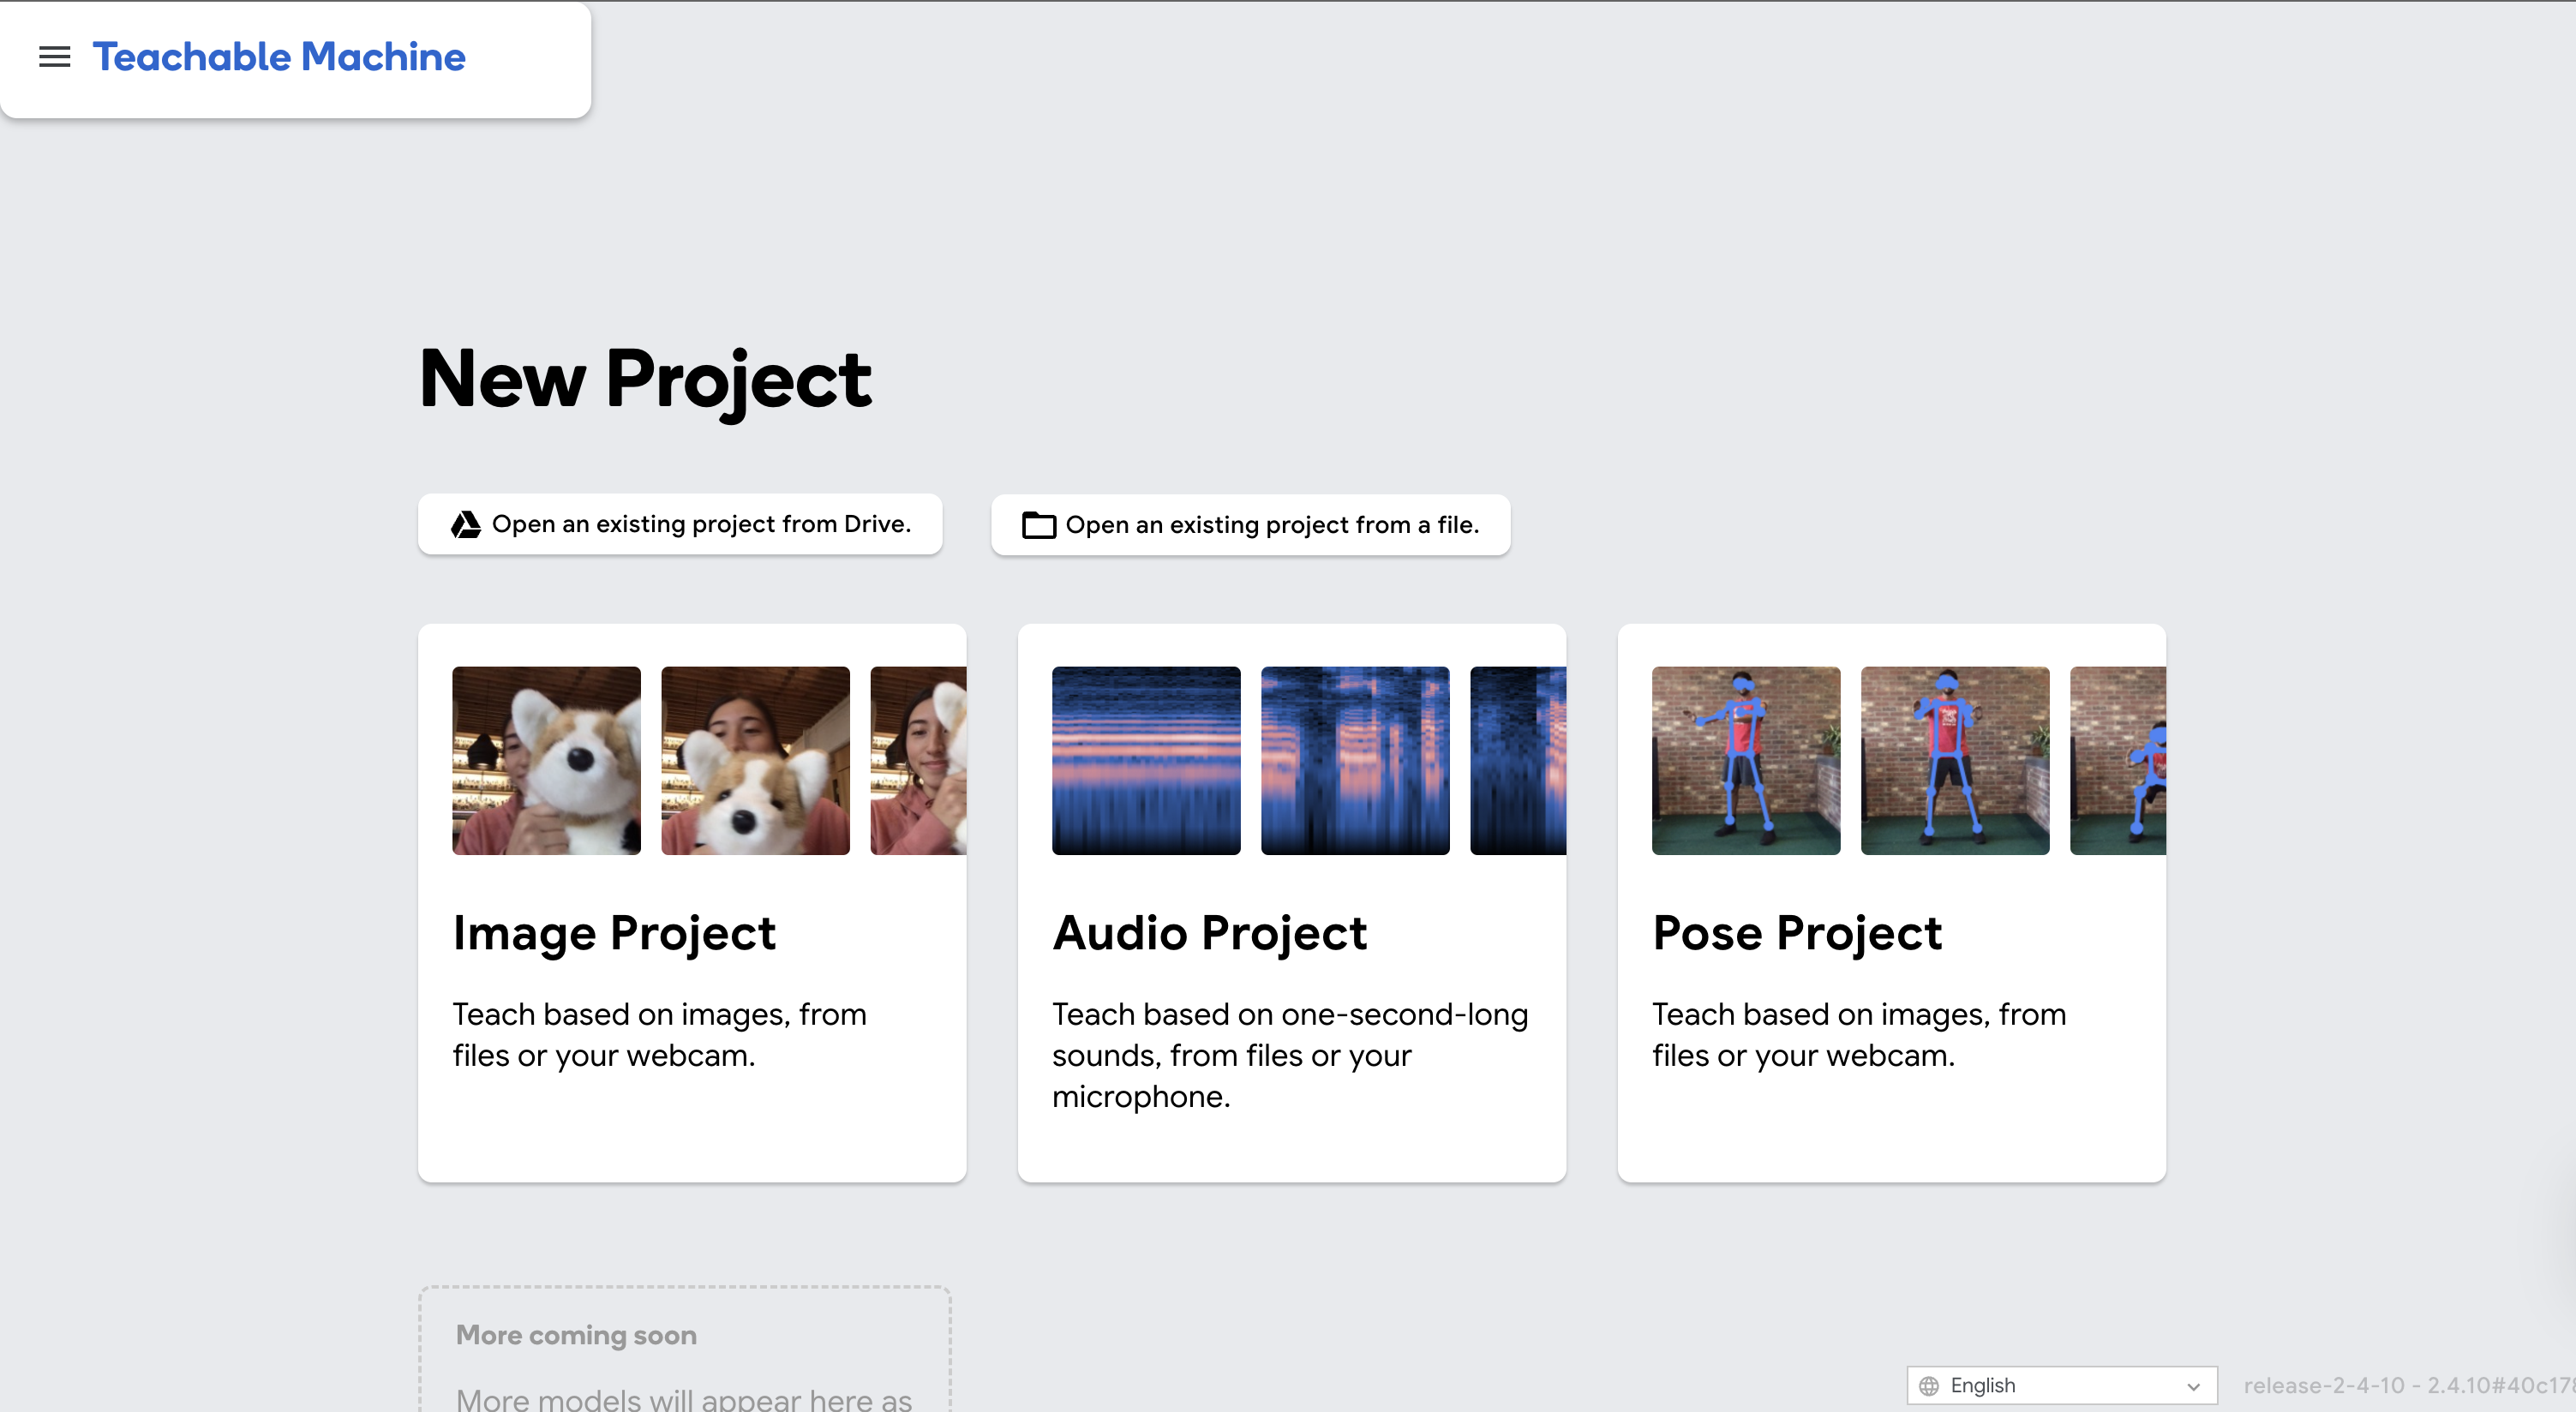 Teachable Machine
New Project
Open an existing project from Drive.
Open an existing project from a file.
Image Project
Teach based on images, from
files or your webcam.
Audio Project
Teach based on one-second-long
sounds, from files or your
microphone.
Pose Project
Teach based on images, from
files or your webcam.
More coming soon
More models will appear here as
English
release-2-4-10 - 2.4.10#40c178